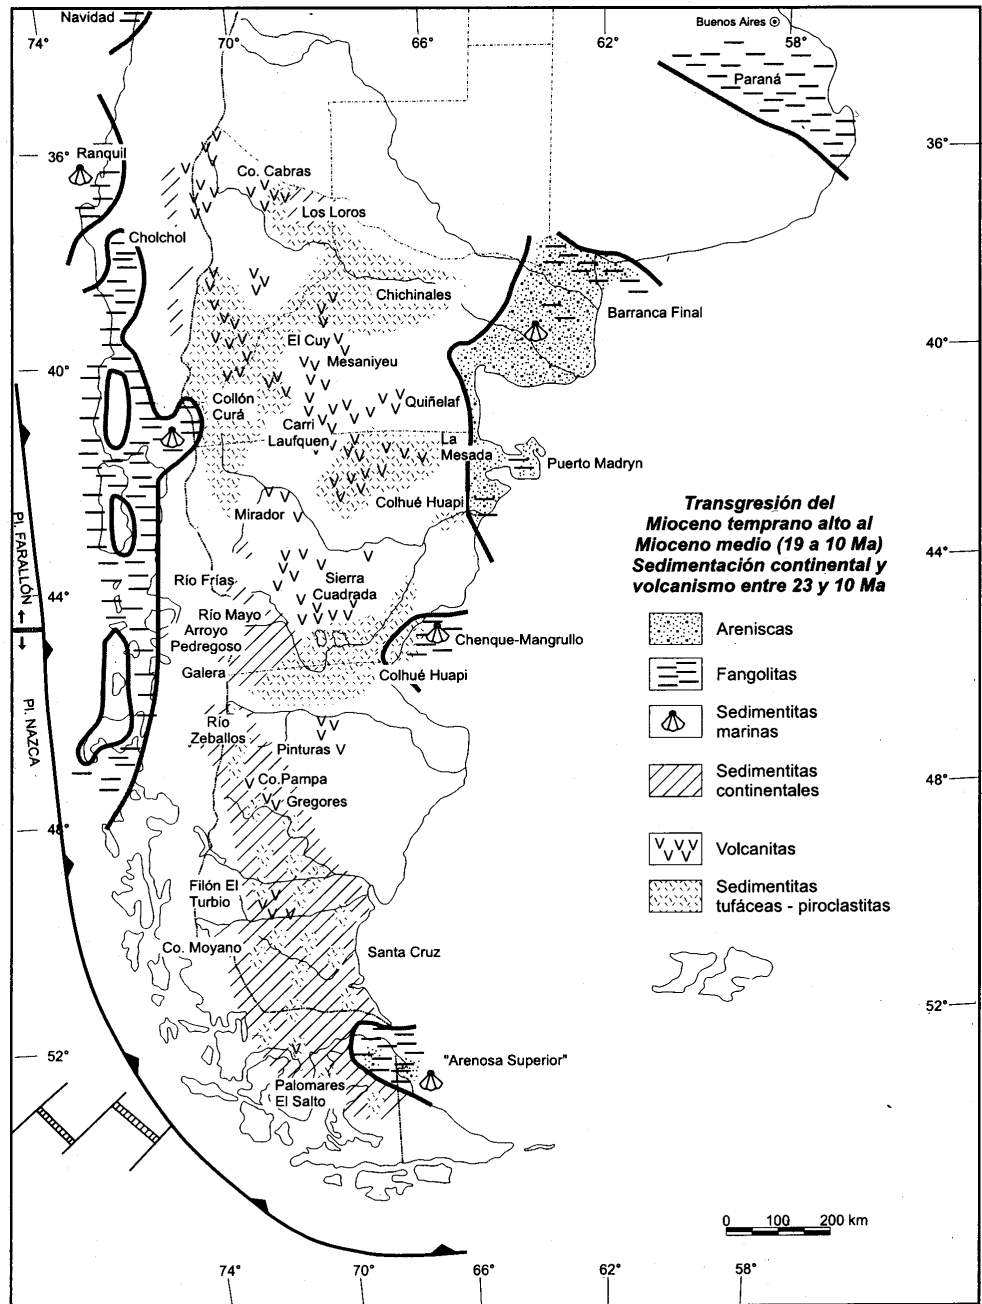 Navidad
Buenos Aires
74°
70°
66°
62°
58°
Paraná
36°
Ranquil
36°
Co. Cabras
Los Loros
Cholchol
Chichinales
Barranca Final
El Cuy
Mesaniyeu
40°
40°
Collón
Curá
Quiñelaf
Carri
Laufquen
La
Mesada
Puerto Madryn
Colhué Huapi
Mirador
Transgresión del
Mioceno temprano alto al
Mioceno medio (19 a 10 Ma)
Sedimentación continental y
volcanismo entre 23 y 10 Ma
44°
44°
Pl. FARALLÓN
Pl. NAZCA
Río Frías
Sierra
Cuadrada
Río Mayo
Arroyo
Pedregoso
Galera
Chenque-Mangrullo
Colhué Huapi
Areniscas
Fangolitas
Sedimentitas
marinas
Sedimentitas
continentales
Volcanitas
Sedimentitas
tufáceas - piroclastitas
Río
Zeballos
Pinturas
Co.Pampa
Gregores
48°
48°
Filón El
Turbio
Co. Moyano
Santa Cruz
52°
52°
"Arenosa Superior"
Palomares
El Salto
0 100 200 km
74°
70°
66°
62°
58°